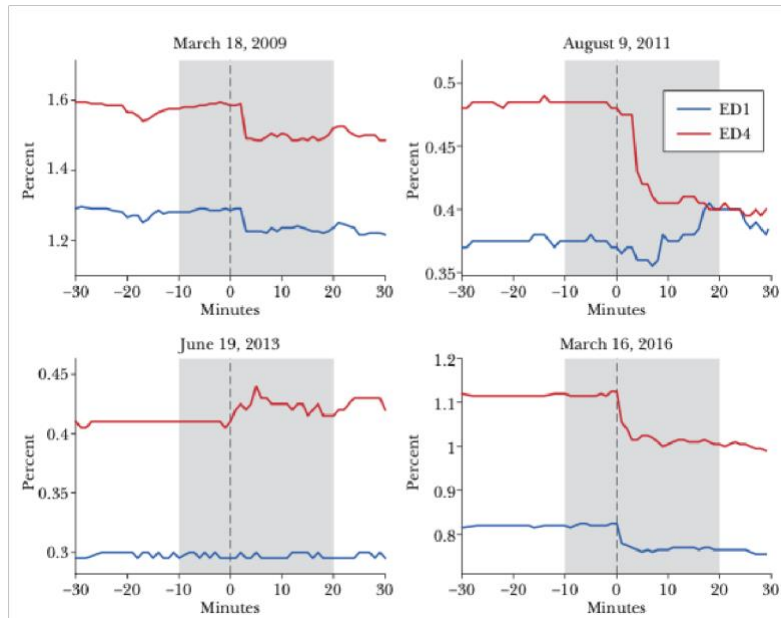 March 18, 2009
1.6
1.4
1.2
Percent
−30 −20 −10 0 10 20 30
Minutes
August 9, 2011
0.5
0.45
0.4
0.35
Percent
ED1
ED4
−30 −20 −10 0 10 20 30
Minutes
June 19, 2013
0.45
0.4
0.35
0.3
Percent
−30 −20 −10 0 10 20 30
Minutes
March 16, 2016
1.2
1.1
1
0.9
0.8
Percent
−30 −20 −10 0 10 20 30
Minutes